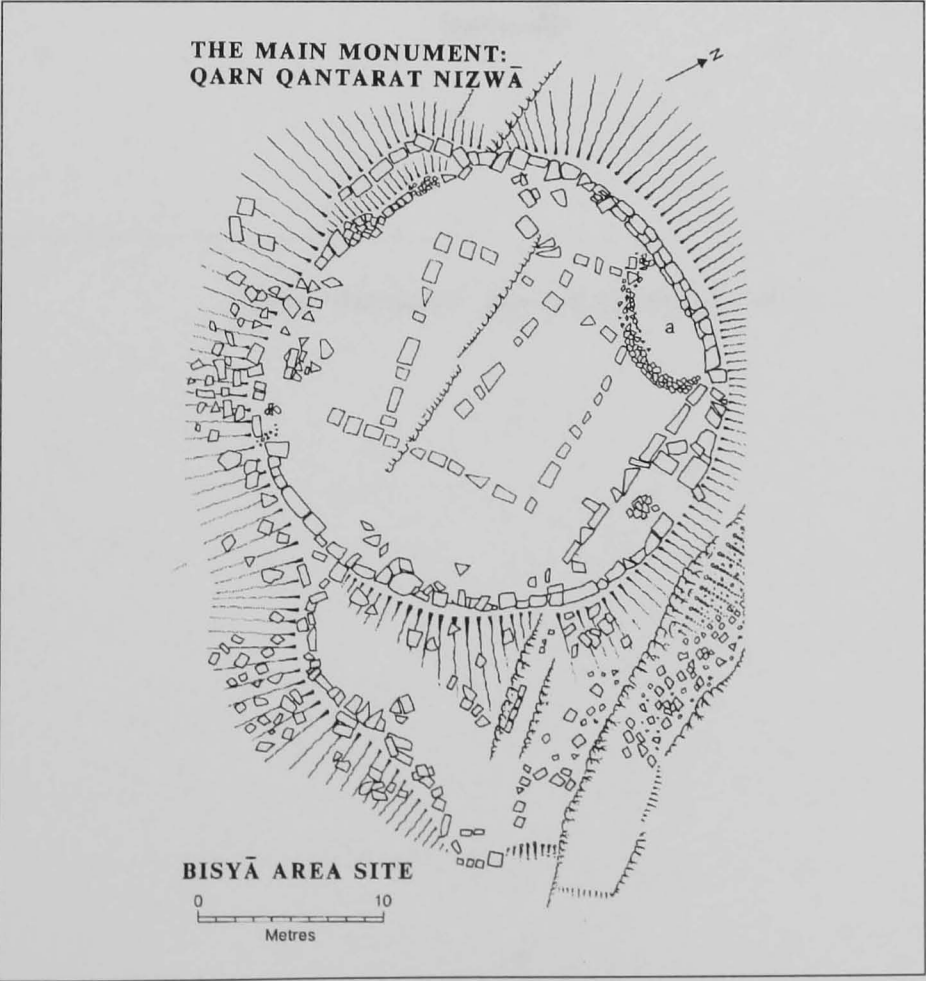 THE MAIN MONUMENT:
QARN QANTARAT NIZWĀ
N
a
BISYĀ AREA SITE
0 10
Metres